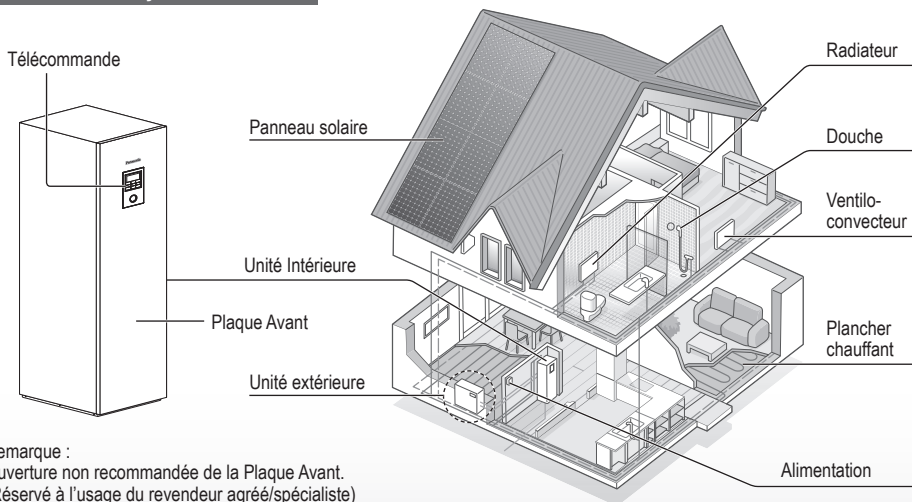 Télécommande
Panneau solaire
Unité Intérieure
Plaque Avant
Unité extérieure
Radiateur
Douche
Ventilo-
convecteur
Plancher
chauffant
Alimentation
emarque :
uverture non recommandée de la Plaque Avant.
éservé à l'usage du revendeur agréé/spécialiste)